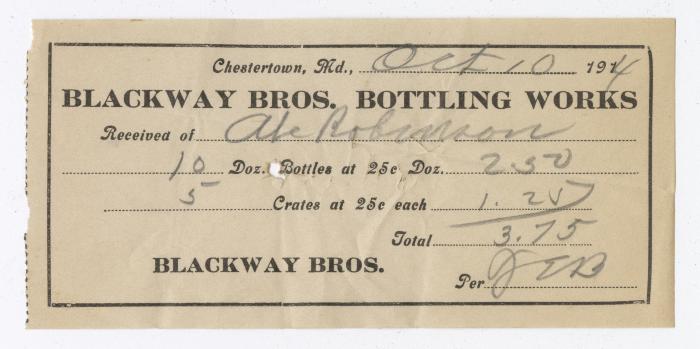 Chestertown, Md., Oct 10 1914
BLACKWAY BROS. BOTTLING WORKS
Received of Abe Robinson
10 Doz. Bottles at 25c Doz. 2.50
5 Crates at 25c each 1.25
Total 3.75
BLACKWAY BROS. Per JEB